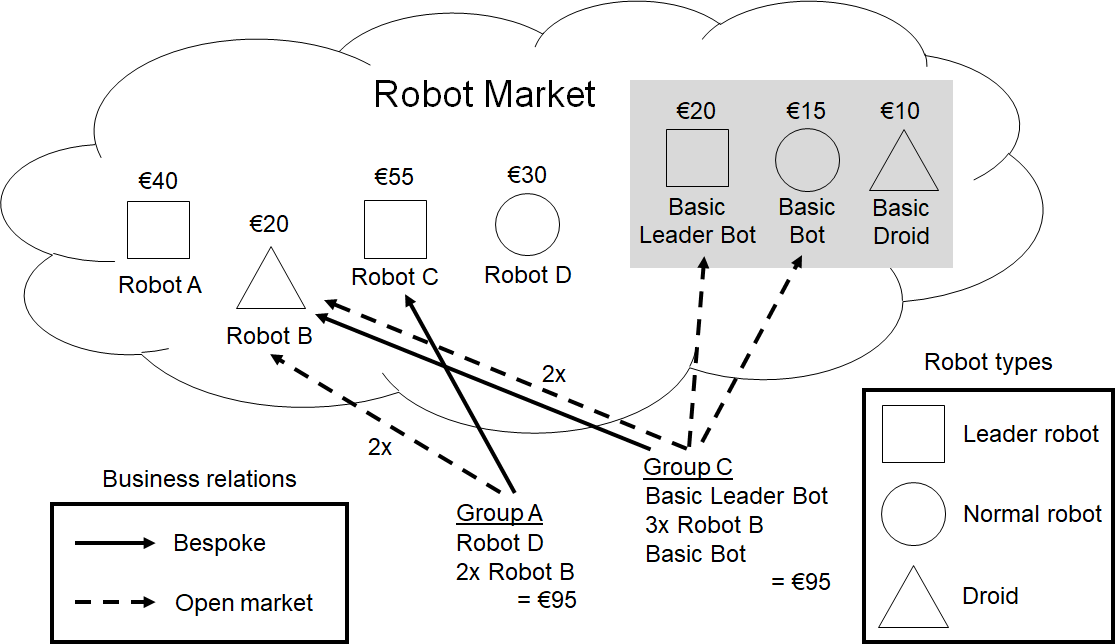 Robot Market
€20
€15
€10
Basic
Leader Bot
Basic
Bot
Basic
Droid
€40
Robot A
€20
Robot B
€55
Robot C
€30
Robot D
2x
2x
Group A
Robot D
2x Robot B
= €95
Group C
Basic Leader Bot
3x Robot B
Basic Bot
= €95
Business relations
Bespoke
Open market
Robot types
Leader robot
Normal robot
Droid